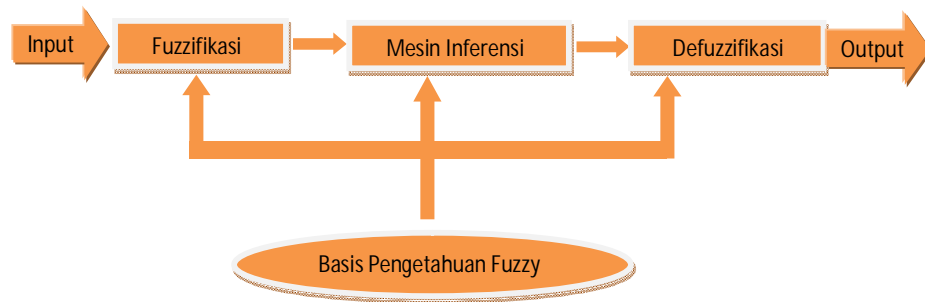 Input
Fuzzifikasi
Mesin Inferensi
Defuzzifikasi
Output
Basis Pengetahuan Fuzzy